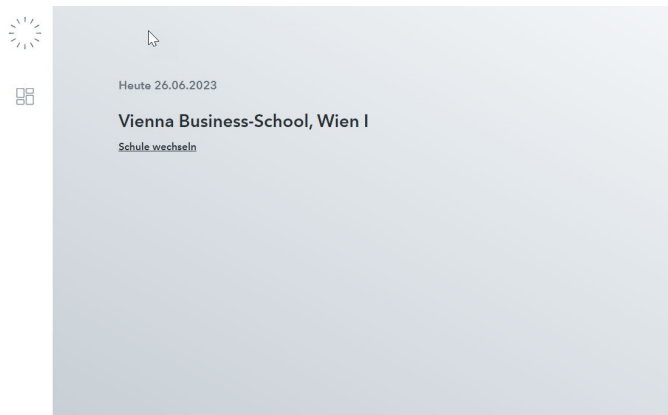 Heute 26.06.2023
Vienna Business-School, Wien I
Schule wechseln